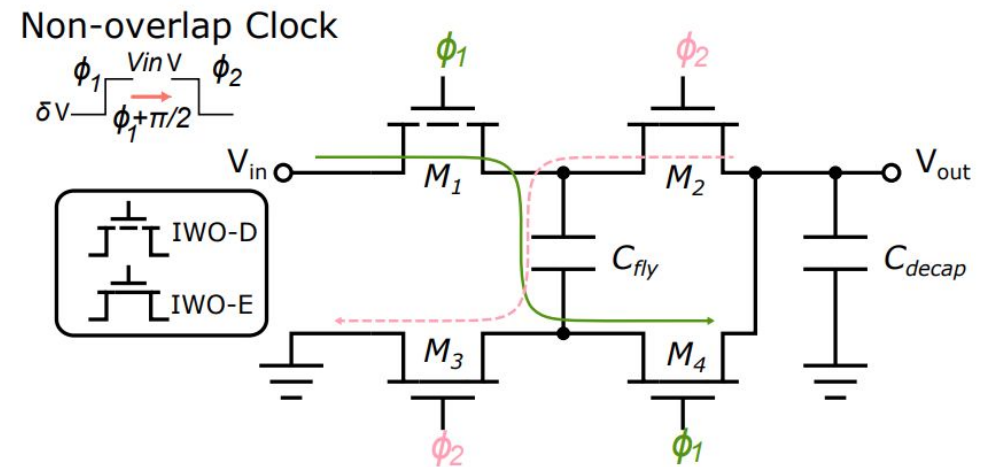 Non-overlap Clock
ϕ₁ Vin V ϕ₂
δV
ϕ₁+π/2
ϕ₁
ϕ₂
Vin
M₁
M₂
Vout
IWO-D
IWO-E
Cfly
Cdecap
M₃
M₄
ϕ₂
ϕ₁